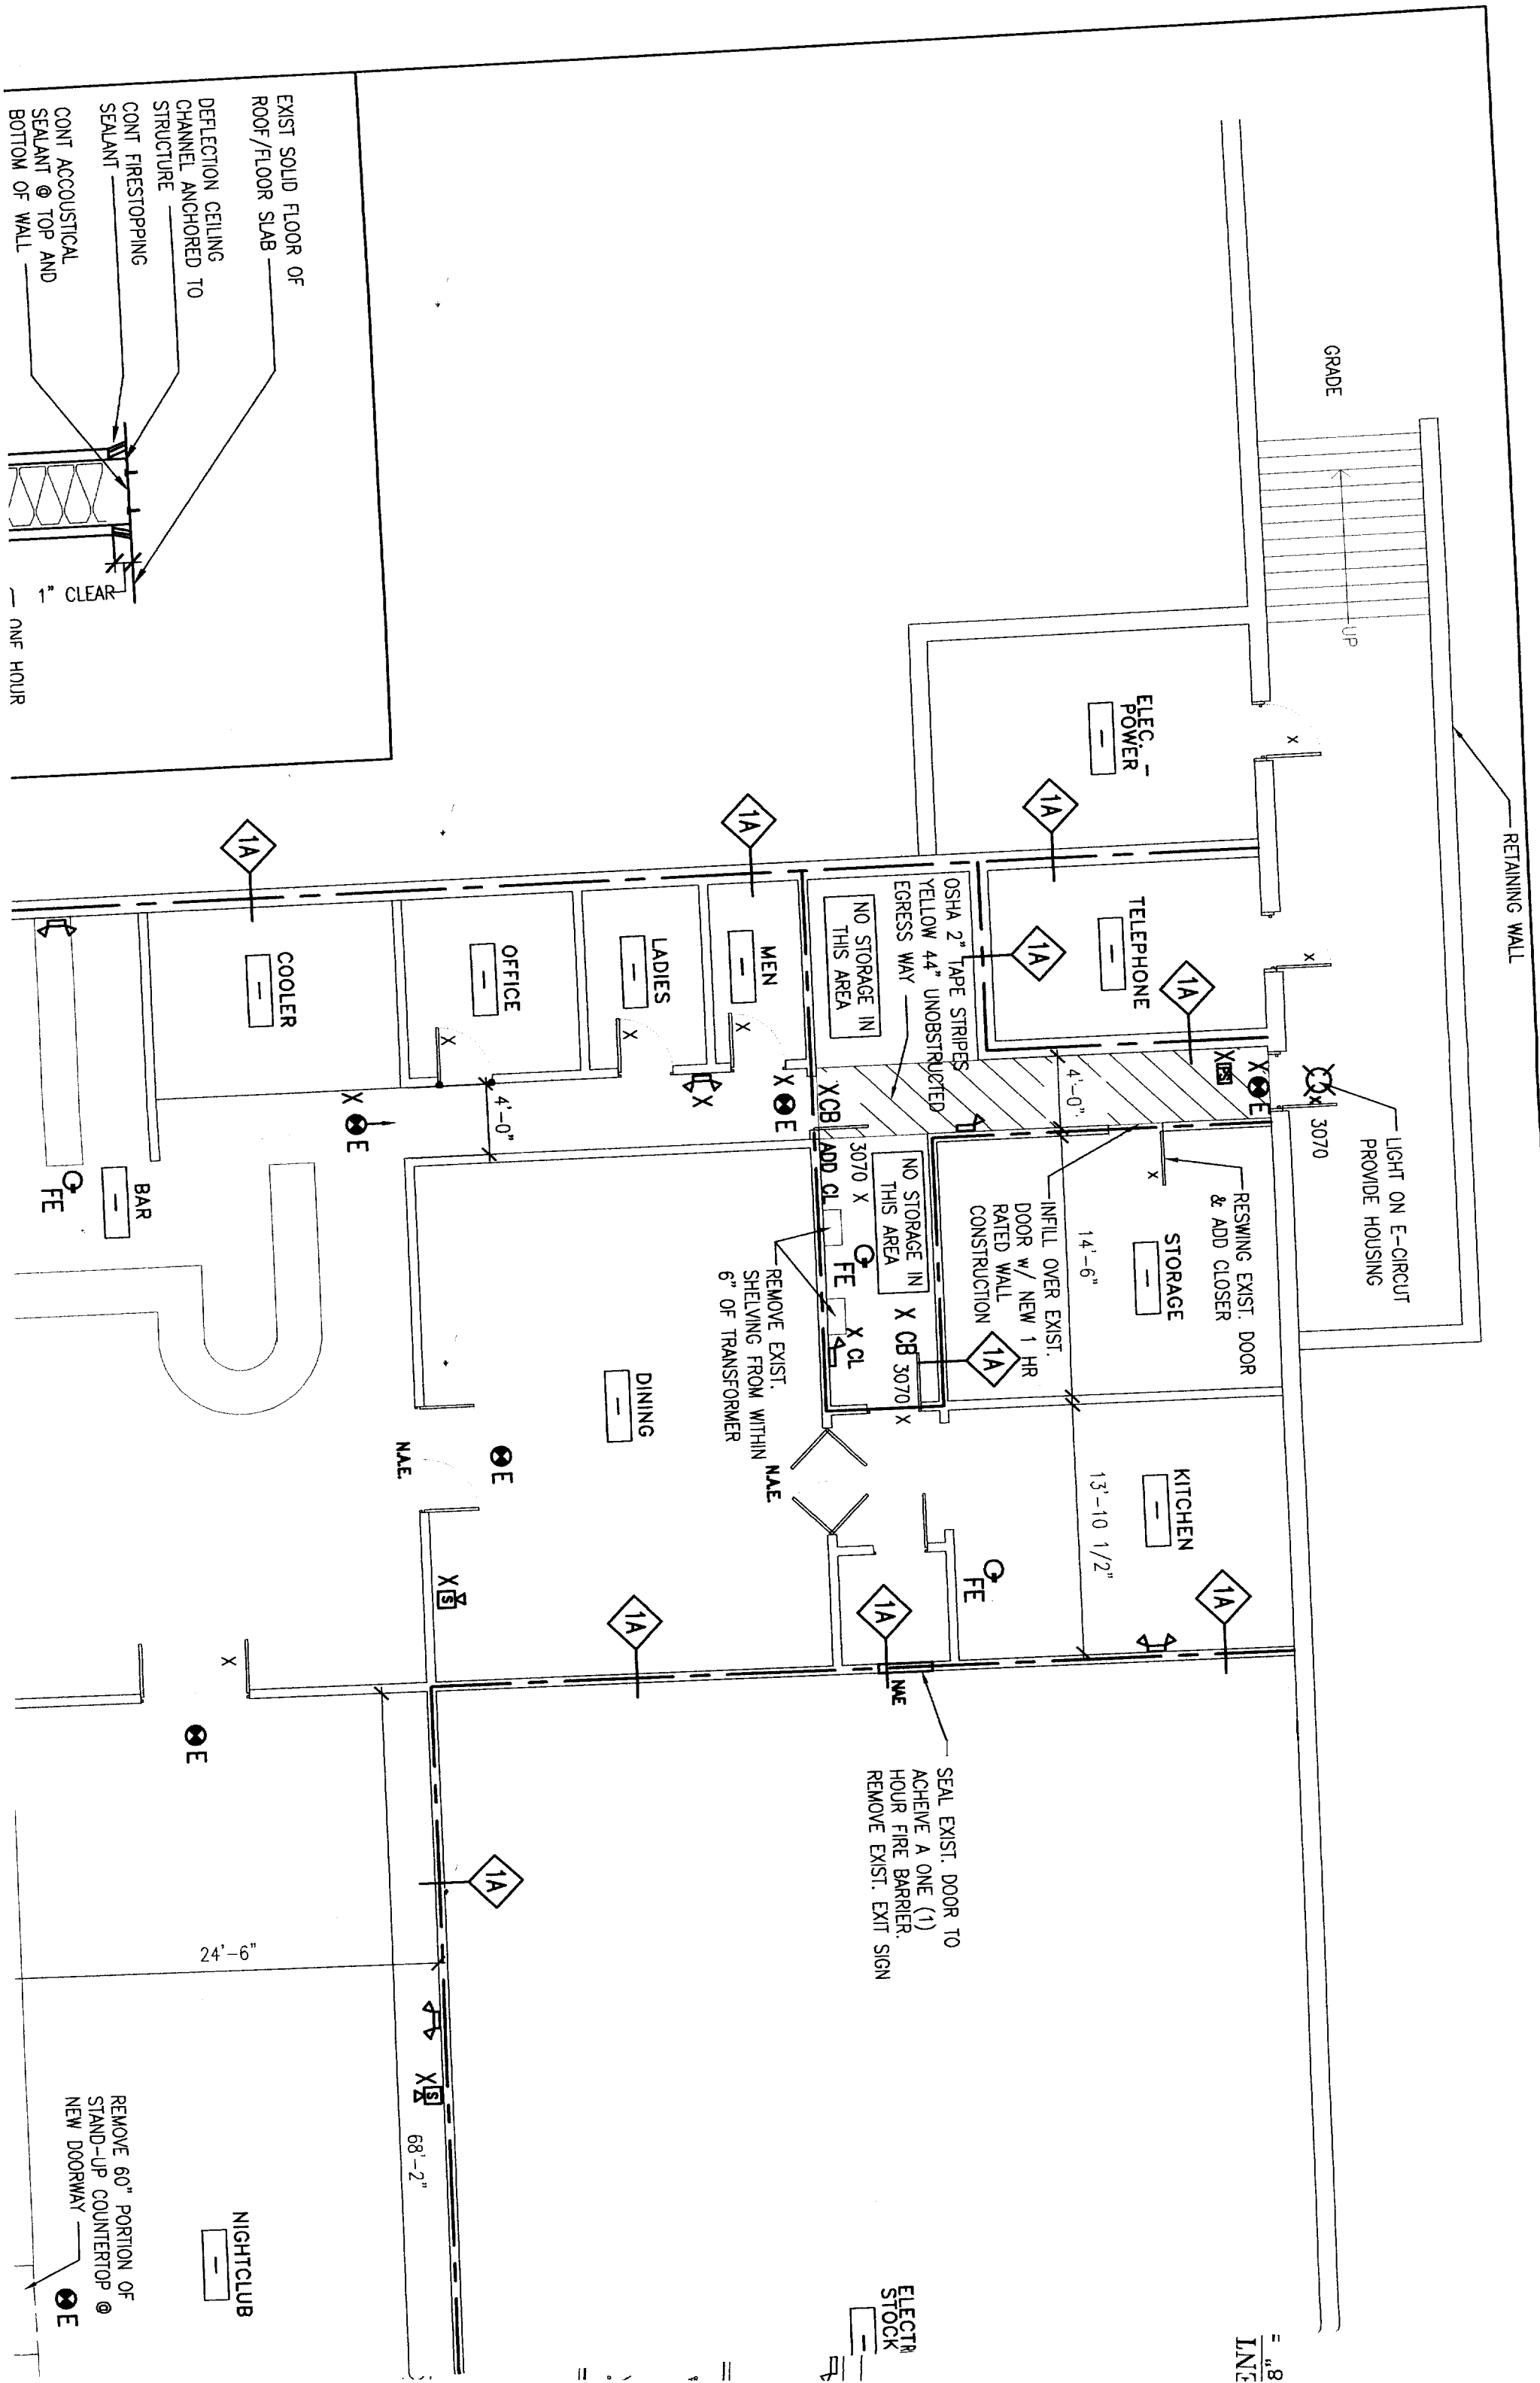 EXIST SOLID FLOOR OF
ROOF/FLOOR SLAB
DEFLECTION CEILING
CHANNEL ANCHORED TO
STRUCTURE
CONT FIRESTOPPING
SEALANT
CONT ACCOUSTICAL
SEALANT @ TOP AND
BOTTOM OF WALL
1" CLEAR
ONE HOUR
GRADE
UP
RETAINING WALL
ELEC. -
POWER
-
1A
TELEPHONE
-
1A
1A
1A
1A
LIGHT ON E-CIRCUT
PROVIDE HOUSING
X
X
X 3070
X E
X PS
OSHA 2" TAPE STRIPES
YELLOW 44" UNOBSTRUCTED
EGRESS WAY
NO STORAGE IN
THIS AREA
4'-0"
RESWING EXIST. DOOR
& ADD CLOSER
X
STORAGE
-
14'-6"
INFILL OVER EXIST.
DOOR w/ NEW 1 HR
RATED WALL
CONSTRUCTION
1A
NO STORAGE IN
THIS AREA
X CB
3070 X
ADD CL
FE
X CL
X CB 3070 X
REMOVE EXIST.
SHELVING FROM WITHIN
6" OF TRANSFORMER
N.A.E.
KITCHEN
-
13'-10 1/2"
FE
1A
1A
NAE
SEAL EXIST. DOOR TO
ACHEIVE A ONE (1)
HOUR FIRE BARRIER.
REMOVE EXIST. EXIT SIGN
MEN
-
X
X E
LADIES
-
X
X
OFFICE
-
X
4'-0"
COOLER
-
1A
X E
BAR
-
FE
DINING
-
E
N.A.E.
X S
1A
X
E
1A
24'-6"
68'-2"
X S
NIGHTCLUB
-
REMOVE 60" PORTION OF
STAND-UP COUNTERTOP @
NEW DOORWAY
E
STOCK
-